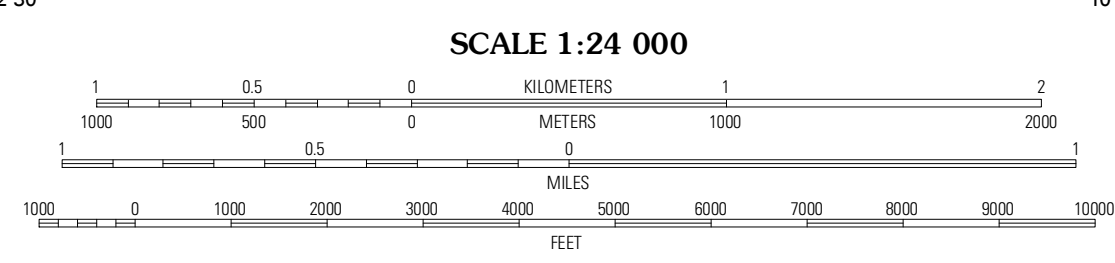 SCALE 1:24 000
1 0.5 0 KILOMETERS 1 2
1000 500 0 METERS 1000 2000
1 0.5 0 1
MILES
1000 0 1000 2000 3000 4000 5000 6000 7000 8000 9000 10000
FEET